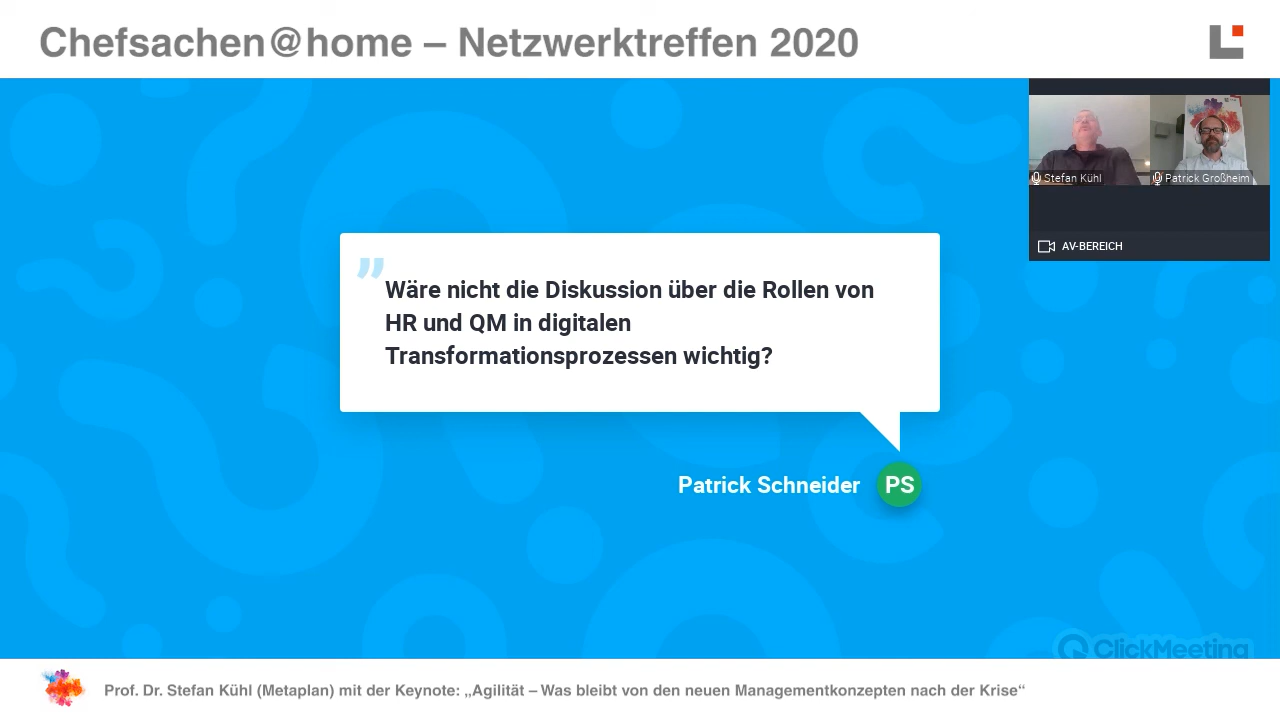 Chefsachen@home – Netzwerktreffen 2020
Stefan Kühl
Patrick Großheim
AV-BEREICH
”
Wäre nicht die Diskussion über die Rollen von
HR und QM in digitalen
Transformationsprozessen wichtig?
Patrick Schneider
PS
ClickMeeting
Prof. Dr. Stefan Kühl (Metaplan) mit der Keynote: „Agilität – Was bleibt von den neuen Managementkonzepten nach der Krise“